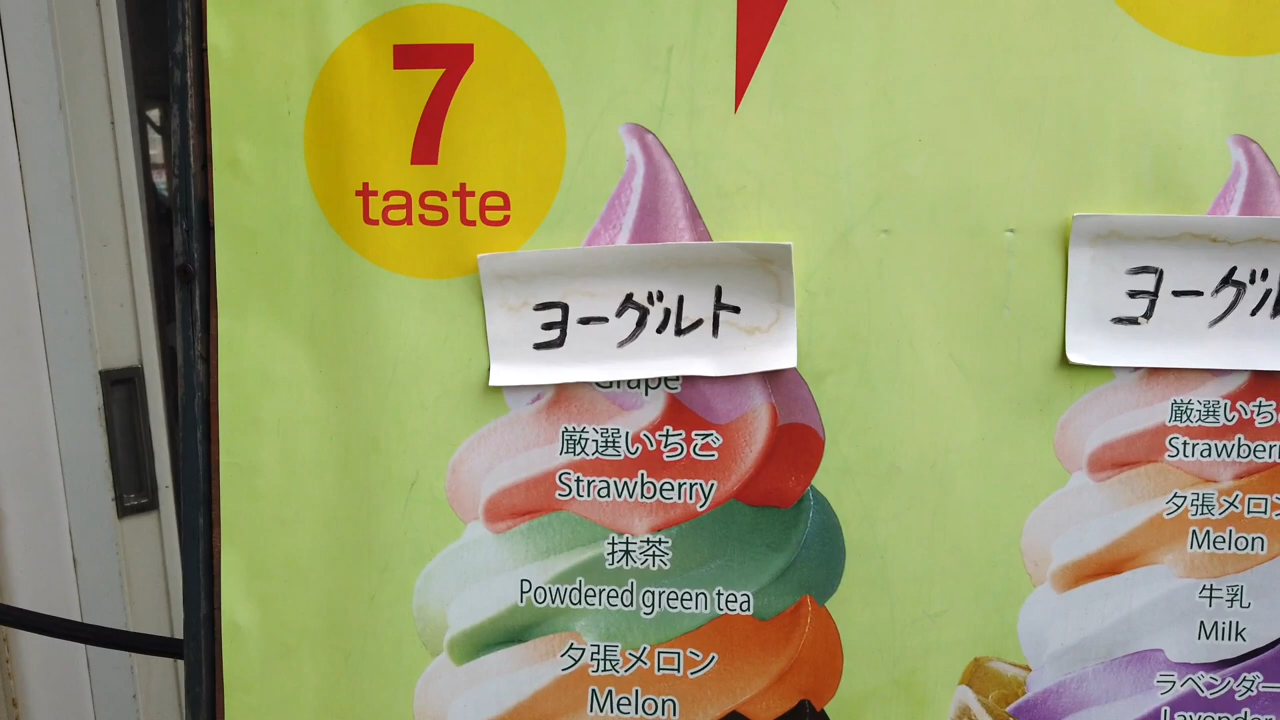 7
taste
ヨーグルト
Grape
厳選いちご
Strawberry
抹茶
Powdered green tea
夕張メロン
Melon
ヨーグル
厳選いち
Strawber
夕張メロン
Melon
牛乳
Milk
ラベンダー
Lavender